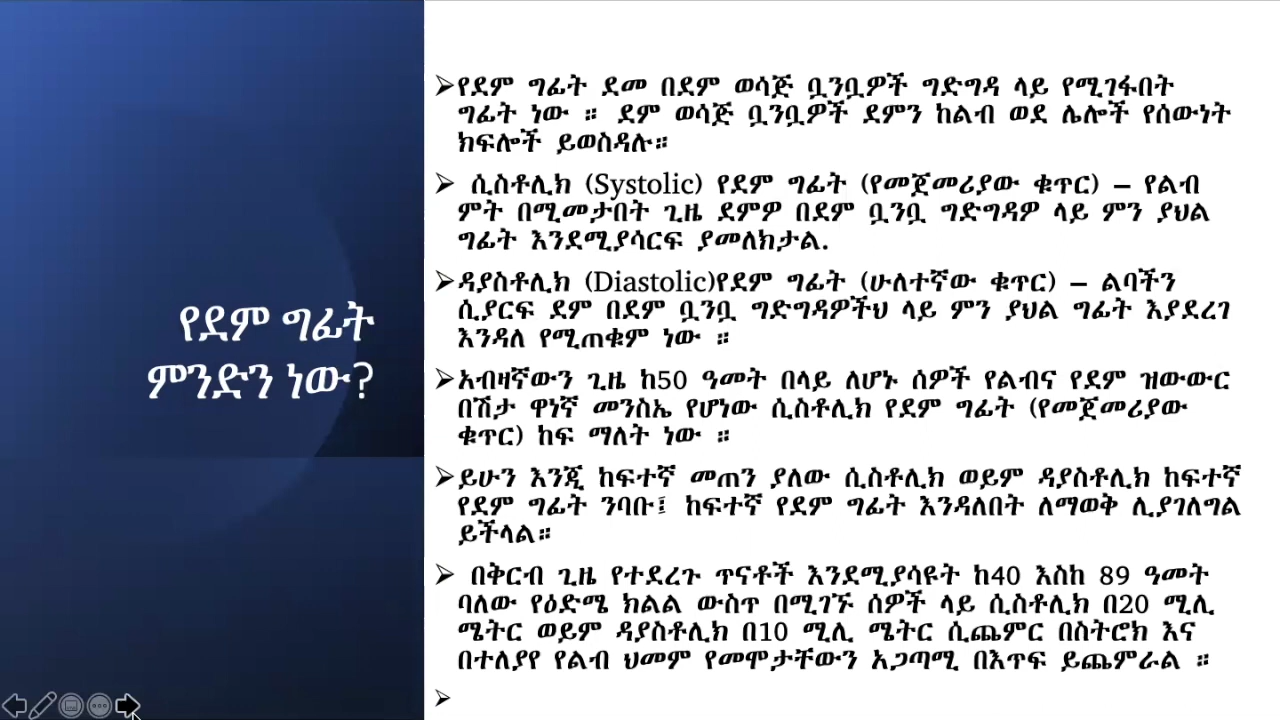 የደም ግፊት
ምንድን ነው?
➢የደም ግፊት ደመ በደም ወሳጅ ቧንቧዎች ግድግዳ ላይ የሚገፋበት
ግፊት ነው ። ደም ወሳጅ ቧንቧዎች ደምን ከልብ ወደ ሌሎች የሰውነት
ክፍሎች ይወስዳሉ።
➢ ሲስቶሊክ (Systolic) የደም ግፊት (የመጀመሪያው ቁጥር) – የልብ
ምት በሚመታበት ጊዜ ደምዎ በደም ቧንቧ ግድግዳዎ ላይ ምን ያህል
ግፊት እንደሚያሳርፍ ያመለክታል.
➢ዳያስቶሊክ (Diastolic)የደም ግፊት (ሁለተኛው ቁጥር) – ልባችን
ሲያርፍ ደም በደም ቧንቧ ግድግዳዎችህ ላይ ምን ያህል ግፊት እያደረገ
እንዳለ የሚጠቁም ነው ።
➢አብዛኛውን ጊዜ ከ50 ዓመት በላይ ለሆኑ ሰዎች የልብና የደም ዝውውር
በሽታ ዋነኛ መንስኤ የሆነው ሲስቶሊክ የደም ግፊት (የመጀመሪያው
ቁጥር) ከፍ ማለት ነው ።
➢ይሁን እንጂ ከፍተኛ መጠን ያለው ሲስቶሊክ ወይም ዳያስቶሊክ ከፍተኛ
የደም ግፊት ንባቡ፤ ከፍተኛ የደም ግፊት እንዳለበት ለማወቅ ሊያገለግል
ይችላል።
➢ በቅርብ ጊዜ የተደረጉ ጥናቶች እንደሚያሳዩት ከ40 እስከ 89 ዓመት
ባለው የዕድሜ ክልል ውስጥ በሚገኙ ሰዎች ላይ ሲስቶሊክ በ20 ሚሊ
ሜትር ወይም ዳያስቶሊክ በ10 ሚሊ ሜትር ሲጨምር በስትሮክ እና
በተለያየ የልብ ህመም የመሞታቸውን አጋጣሚ በእጥፍ ይጨምራል ።
➢